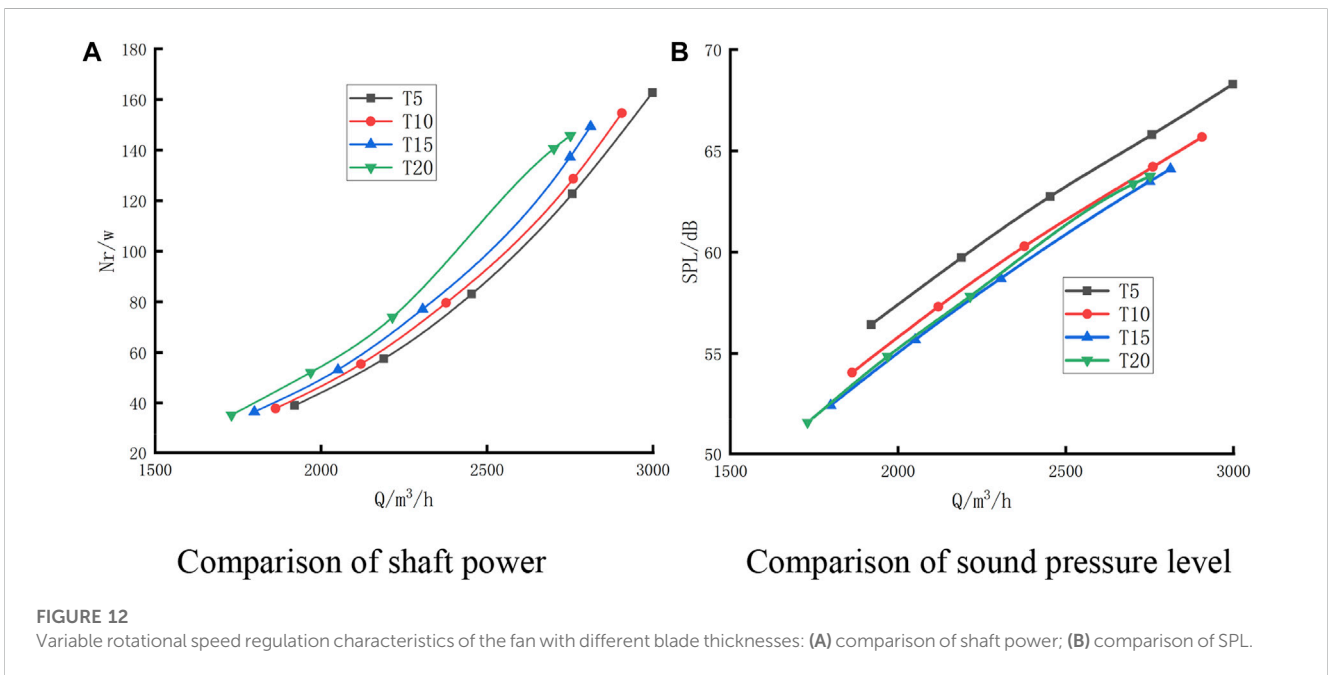 A
180
160
140
120
100
80
60
40
20
Nr/w
T5
T10
T15
T20
1500 2000 2500 3000
Q/m³/h
Comparison of shaft power
B
70
65
60
55
50
SPL/dB
T5
T10
T15
T20
1500 2000 2500 3000
Q/m³/h
Comparison of sound pressure level
FIGURE 12
Variable rotational speed regulation characteristics of the fan with different blade thicknesses: (A) comparison of shaft power; (B) comparison of SPL.